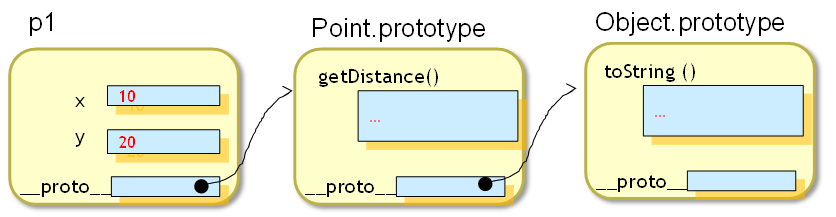 p1
x 10
y 20
__proto__
Point.prototype
getDistance()
...
__proto__
Object.prototype
toString ()
...
__proto__